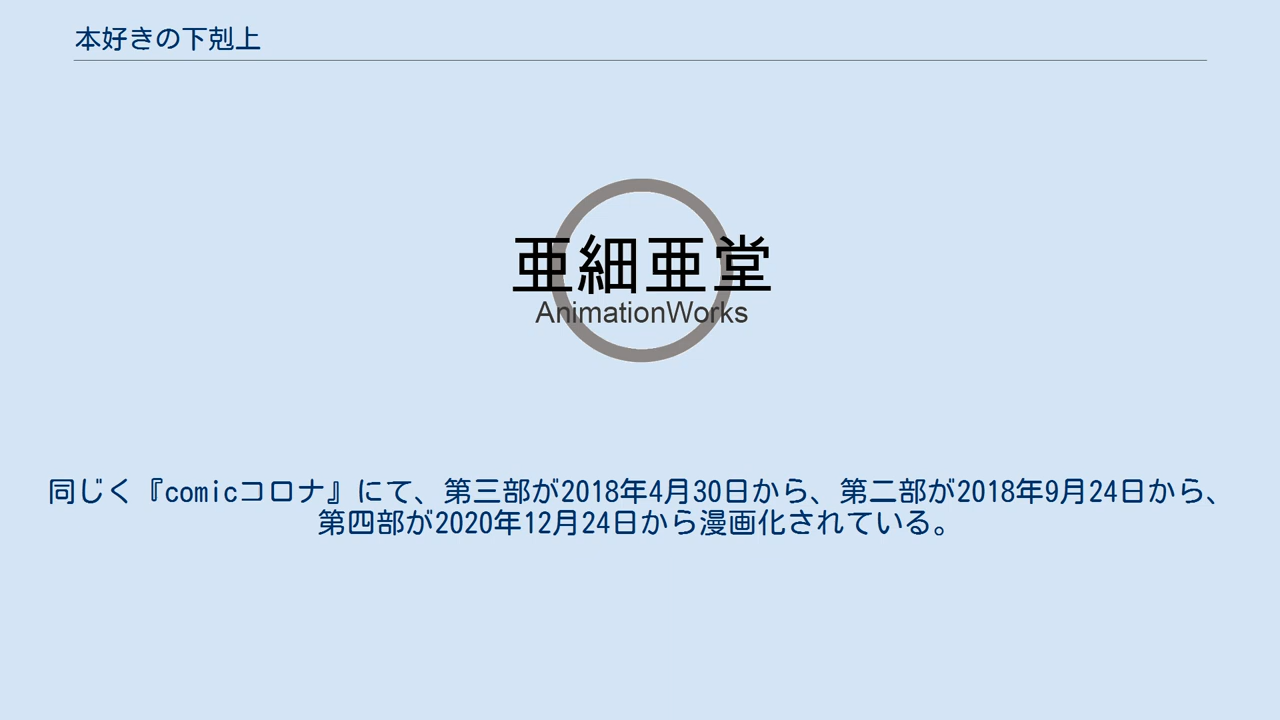 本好きの下剋上
亜細亜堂
AnimationWorks
同じく『comicコロナ』にて、第三部が2018年4月30日から、第二部が2018年9月24日から、
第四部が2020年12月24日から漫画化されている。